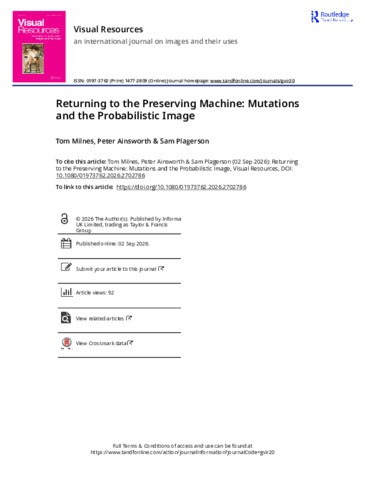 Visual
Resources
Routledge
Visual Resources
an international journal on images and their uses
ISSN: 0197-3762 (Print) 1477-2809 (Online) Journal homepage: www.tandfonline.com/journals/gvir20
Returning to the Preserving Machine: Mutations
and the Probabilistic Image
Tom Milnes, Peter Ainsworth & Sam Plagerson
To cite this article: Tom Milnes, Peter Ainsworth & Sam Plagerson (02 Sep 2026): Returning
to the Preserving Machine: Mutations and the Probabilistic Image, Visual Resources, DOI:
10.1080/01973762.2026.2702786
To link to this article: https://doi.org/10.1080/01973762.2026.2702786
© 2026 The Author(s). Published by Informa
UK Limited, trading as Taylor & Francis
Group
Published online: 02 Sep 2026.
Submit your article to this journal
Article views: 92
View related articles
View Crossmark data
Full Terms & Conditions of access and use can be found at
https://www.tandfonline.com/action/journalInformation?journalCode=gvir20